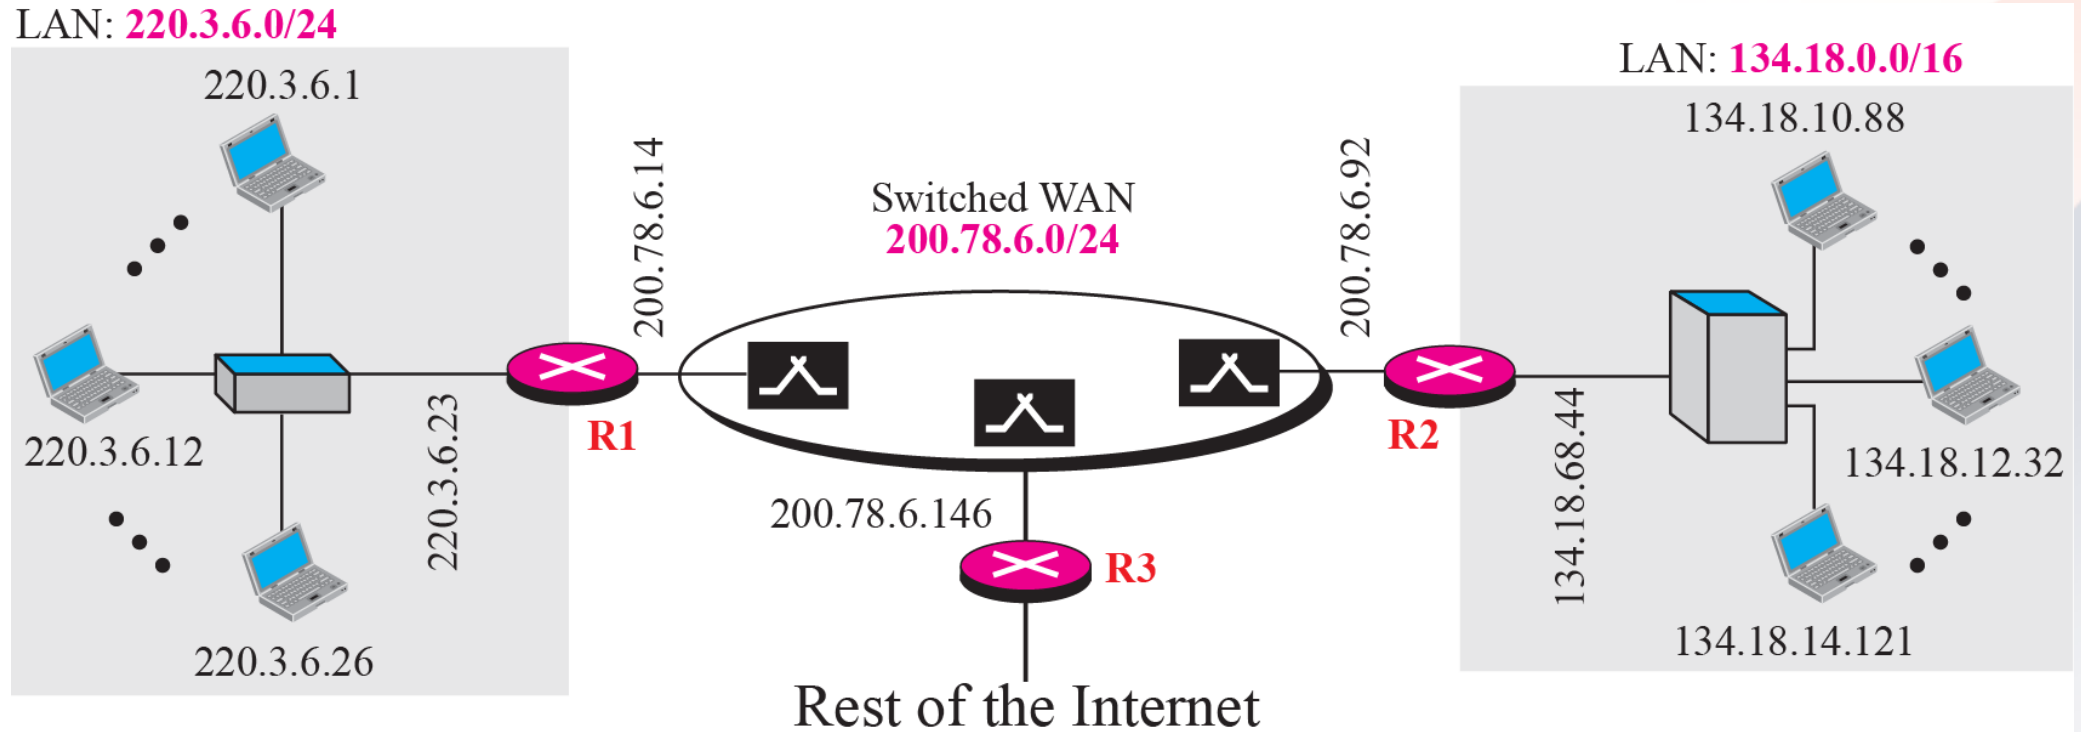 LAN: 220.3.6.0/24
220.3.6.1
220.3.6.12
220.3.6.26
220.3.6.23
R1
200.78.6.14
Switched WAN
200.78.6.0/24
200.78.6.146
R3
Rest of the Internet
200.78.6.92
R2
LAN: 134.18.0.0/16
134.18.10.88
134.18.68.44
134.18.12.32
134.18.14.121